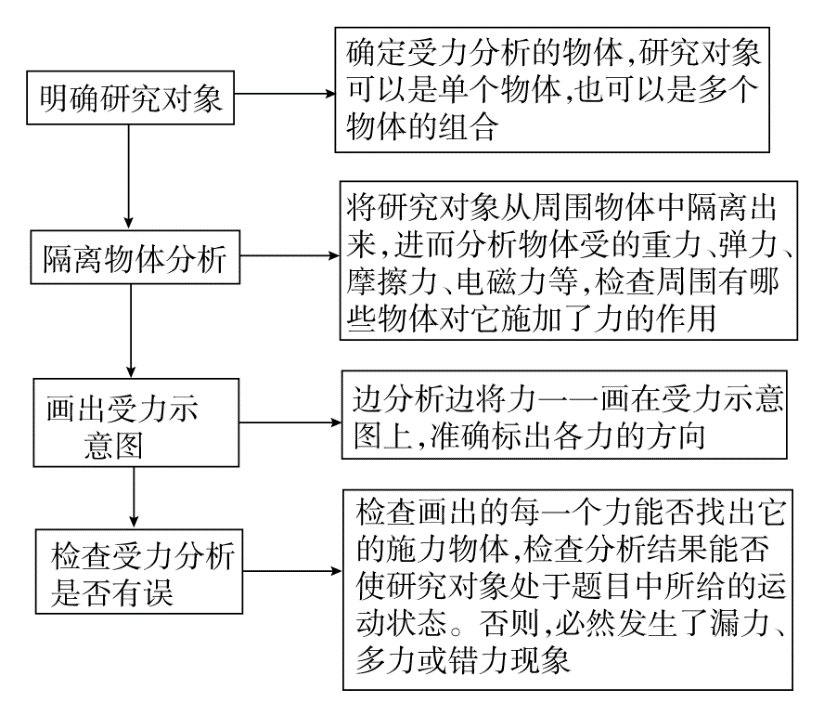 明确研究对象
确定受力分析的物体,研究对象
可以是单个物体,也可以是多个
物体的组合
隔离物体分析
将研究对象从周围物体中隔离出
来,进而分析物体受的重力、弹力、
摩擦力、电磁力等,检查周围有哪
些物体对它施加了力的作用
画出受力示
意图
边分析边将力一一画在受力示意
图上,准确标出各力的方向
检查受力分析
是否有误
检查画出的每一个力能否找出它
的施力物体,检查分析结果能否
使研究对象处于题目中所给的运
动状态。否则,必然发生了漏力、
多力或错力现象